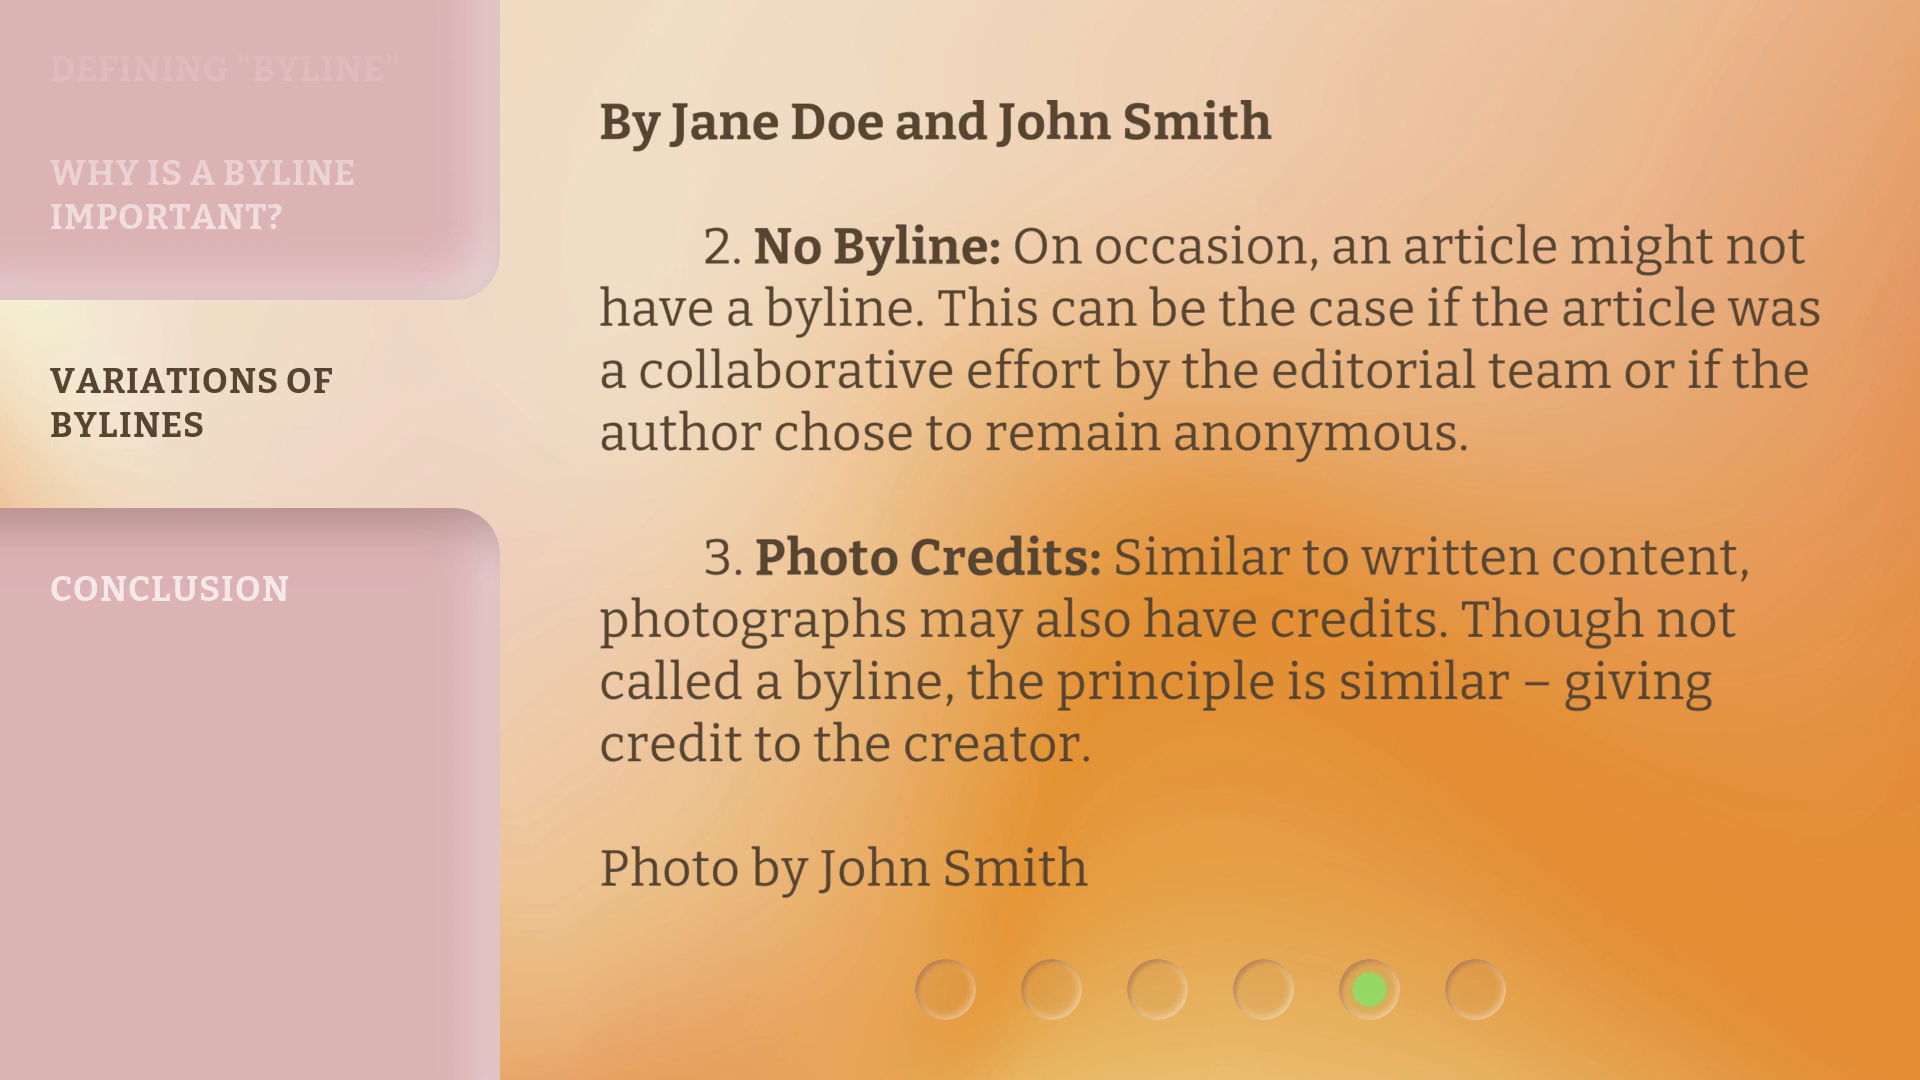 DEFINING "BYLINE"
WHY IS A BYLINE
IMPORTANT?
VARIATIONS OF
BYLINES
CONCLUSION
By Jane Doe and John Smith
2. No Byline: On occasion, an article might not
have a byline. This can be the case if the article was
a collaborative effort by the editorial team or if the
author chose to remain anonymous.
3. Photo Credits: Similar to written content,
photographs may also have credits. Though not
called a byline, the principle is similar – giving
credit to the creator.
Photo by John Smith